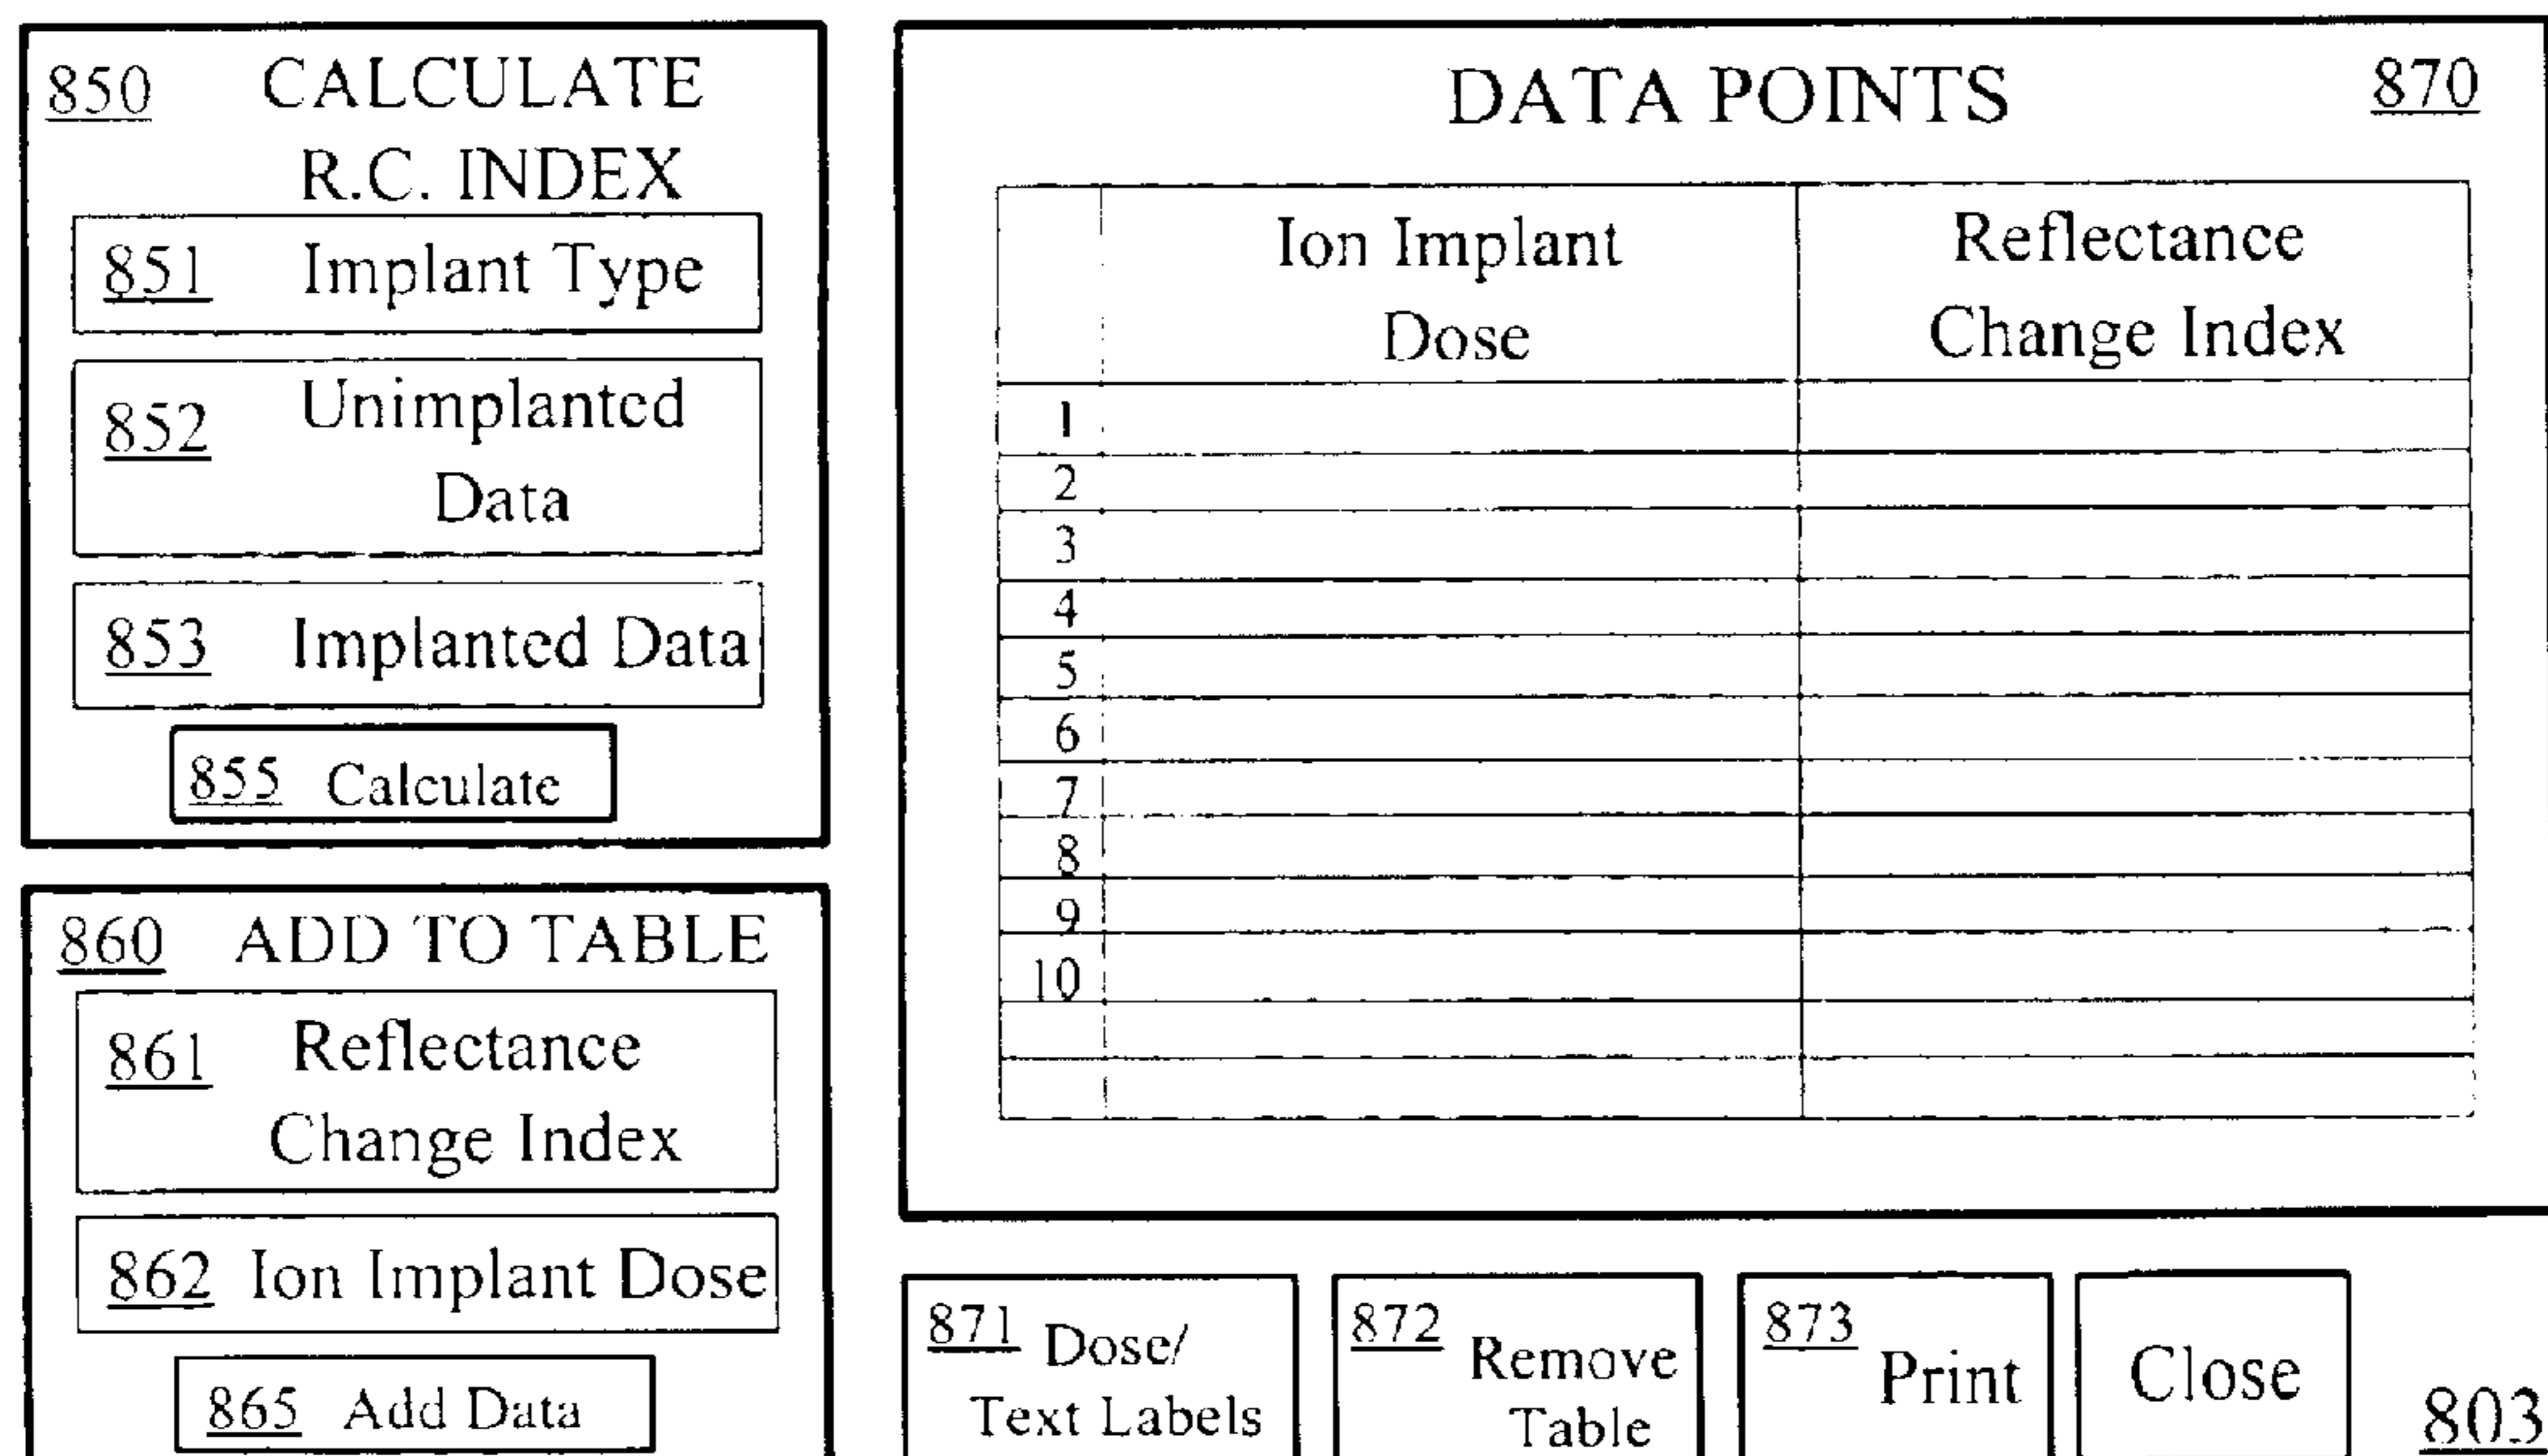 850 CALCULATE
R.C. INDEX
851 Implant Type
852 Unimplanted
Data
853 Implanted Data
855 Calculate
860 ADD TO TABLE
861 Reflectance
Change Index
862 Ion Implant Dose
865 Add Data
DATA POINTS 870
Ion Implant
Dose
Reflectance
Change Index
1
2
3
4
5
6
7
8
9
10
871 Dose/
Text Labels
872 Remove
Table
873 Print
Close
803